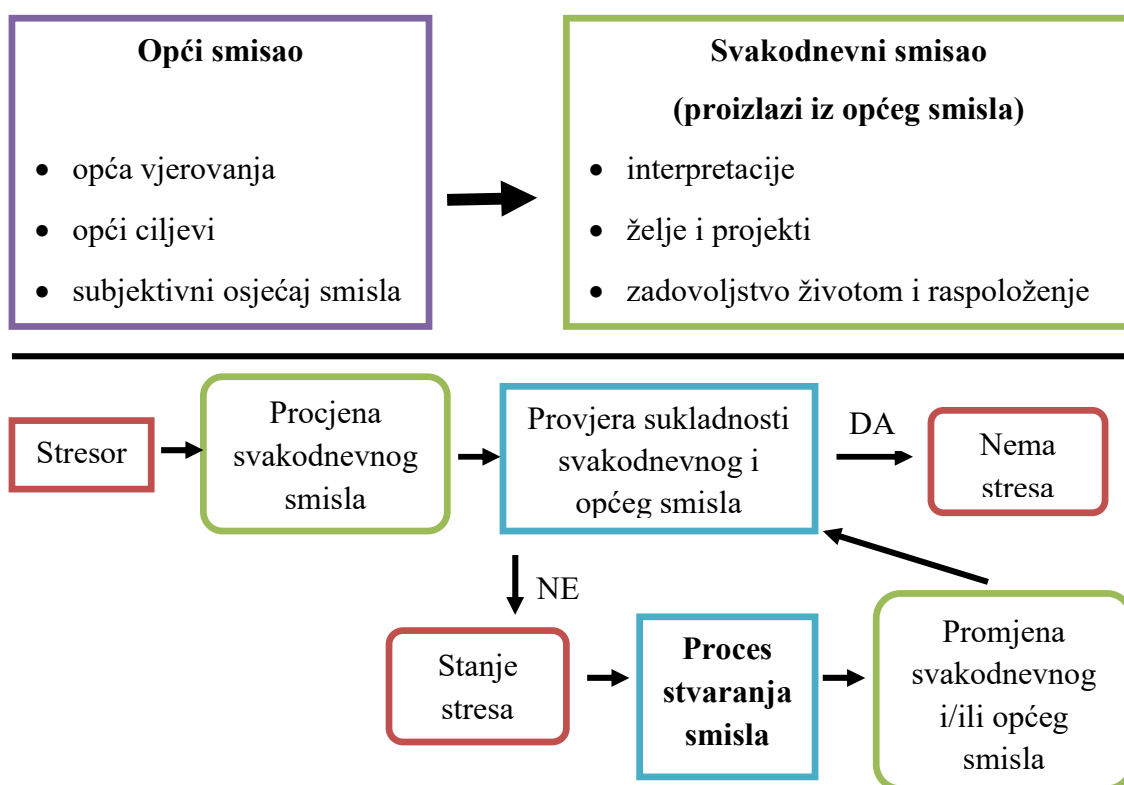 Opći smisao
• opća vjerovanja
• opći ciljevi
• subjektivni osjećaj smisla
Svakodnevni smisao
(proizlazi iz općeg smisla)
• interpretacije
• želje i projekti
• zadovoljstvo životom i raspoloženje
Stresor
Procjena
svakodnevnog
smisla
Provjera sukladnosti
svakodnevnog i
općeg smisla
DA
Nema
stresa
NE
Stanje
stresa
Proces
stvaranja
smisla
Promjena
svakodnevnog
i/ili općeg
smisla